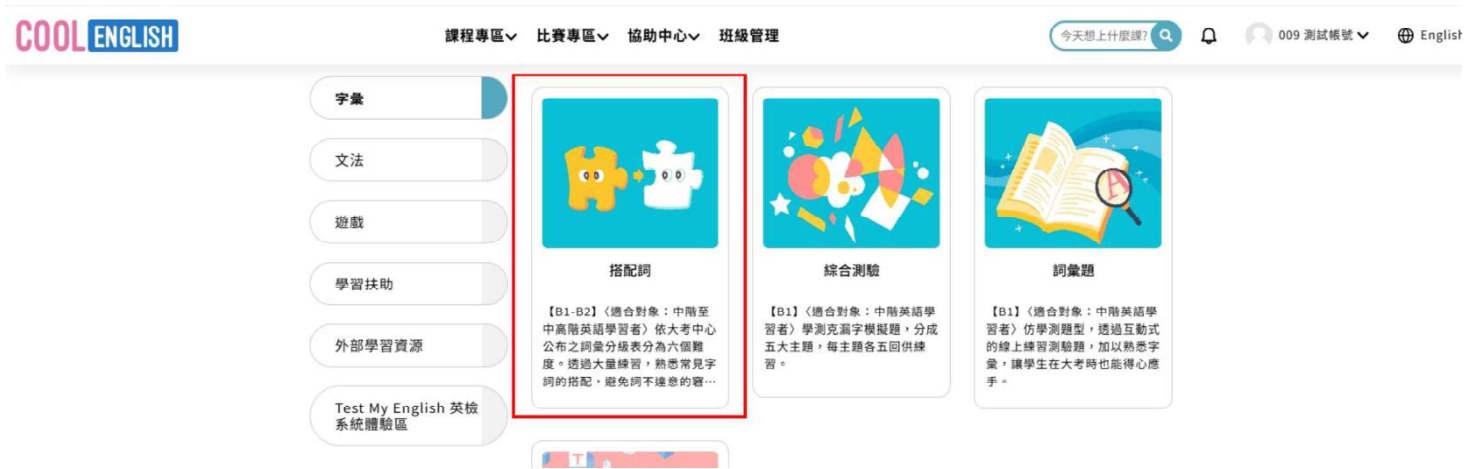 COOL ENGLISH
課程專區 比賽專區 協助中心 班級管理
今天想上什麼課?
009 測試帳號
English
字彙
文法
遊戲
學習扶助
外部學習資源
Test My English 英檢
系統體驗區
搭配詞
【B1-B2】〈適合對象：中階至
中高階英語學習者〉依大考中心
公布之詞彙分級表分為六個難
度。透過大量練習，熟悉常見字
詞的搭配，避免詞不達意的窘…
綜合測驗
【B1】〈適合對象：中階英語學
習者〉學測克漏字模擬題，分成
五大主題，每主題各五回供練
習。
A
詞彙題
【B1】〈適合對象：中階英語學
習者〉仿學測題型，透過互動式
的線上練習測驗題，加以熟悉字
彙，讓學生在大考時也能得心應
手。
T